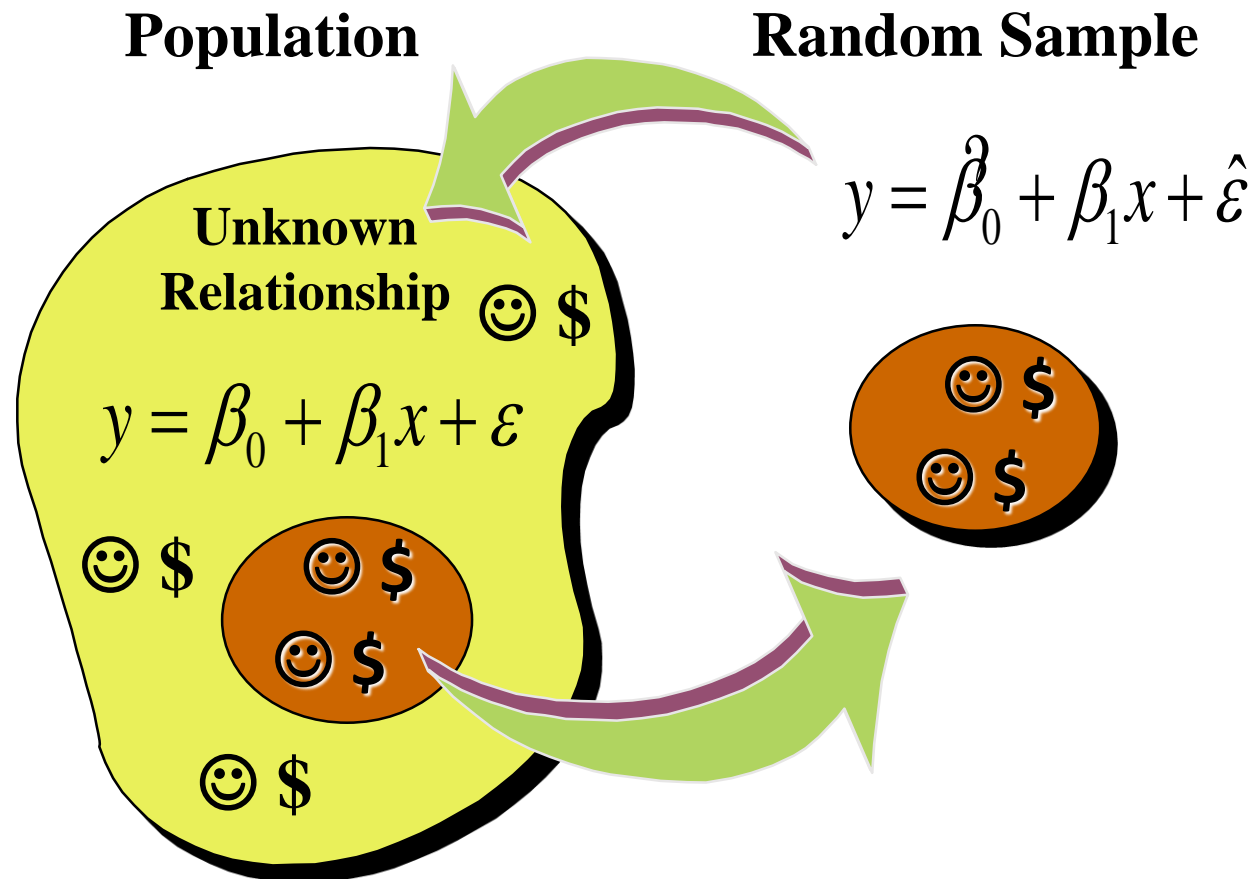 Population
Random Sample
y = β̂₀ + β₁x + ε̂
Unknown
Relationship
☺ $
y = β₀ + β₁x + ε
☺ $
☺ $
☺ $
☺ $
☺ $
☺ $
☺ $